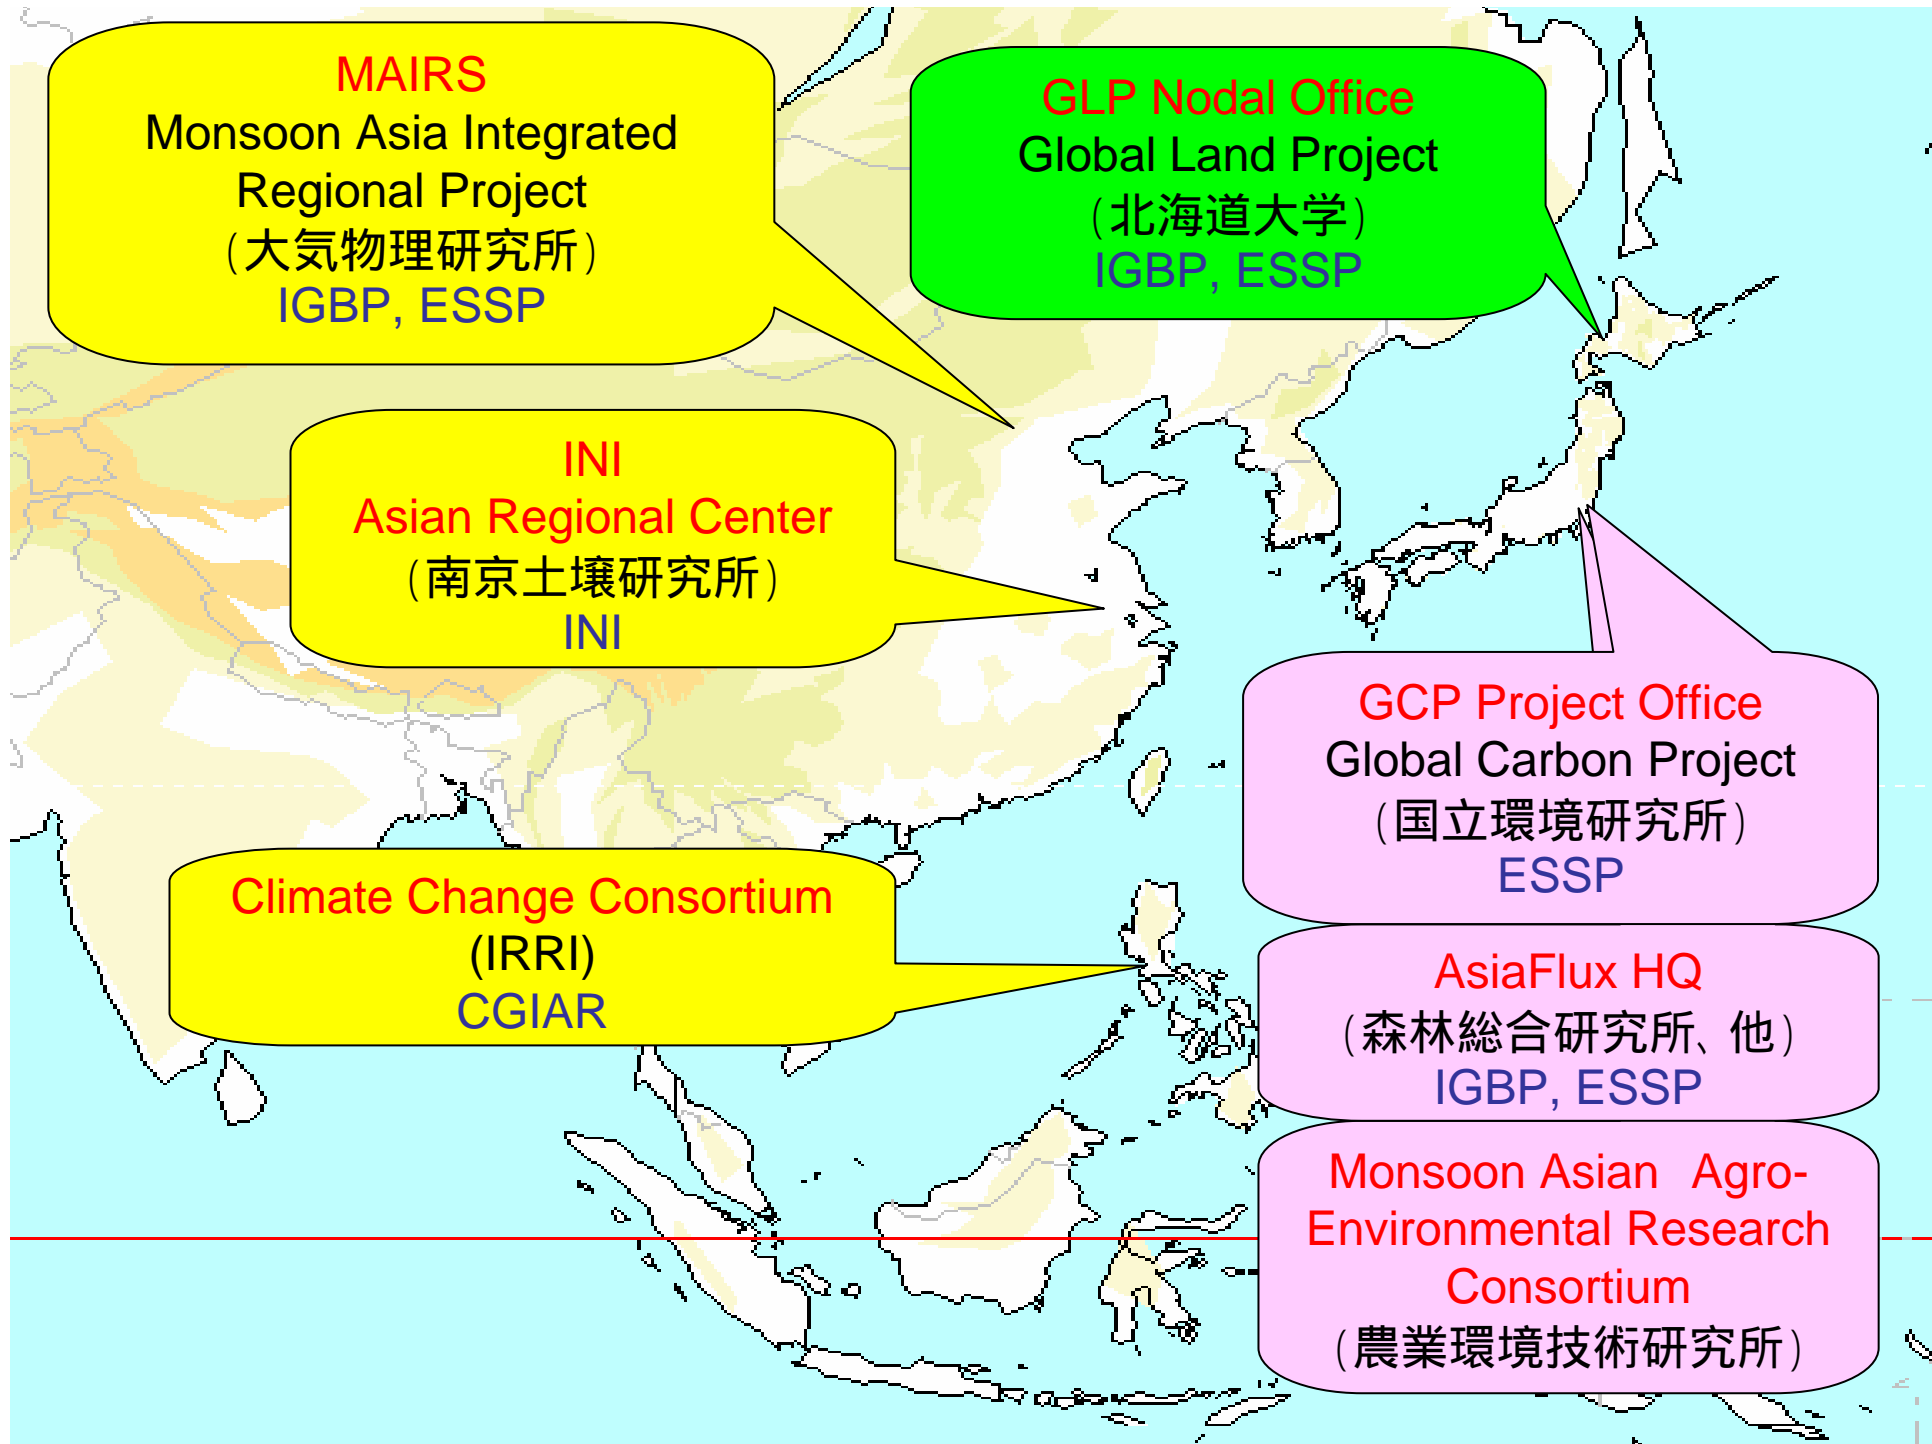 MAIRS
Monsoon Asia Integrated
Regional Project
（大気物理研究所）
IGBP, ESSP
GLP Nodal Office
Global Land Project
（北海道大学）
IGBP, ESSP
INI
Asian Regional Center
（南京土壌研究所）
INI
Climate Change Consortium
(IRRI)
CGIAR
GCP Project Office
Global Carbon Project
（国立環境研究所）
ESSP
AsiaFlux HQ
（森林総合研究所、他）
IGBP, ESSP
Monsoon Asian Agro-
Environmental Research
Consortium
（農業環境技術研究所）